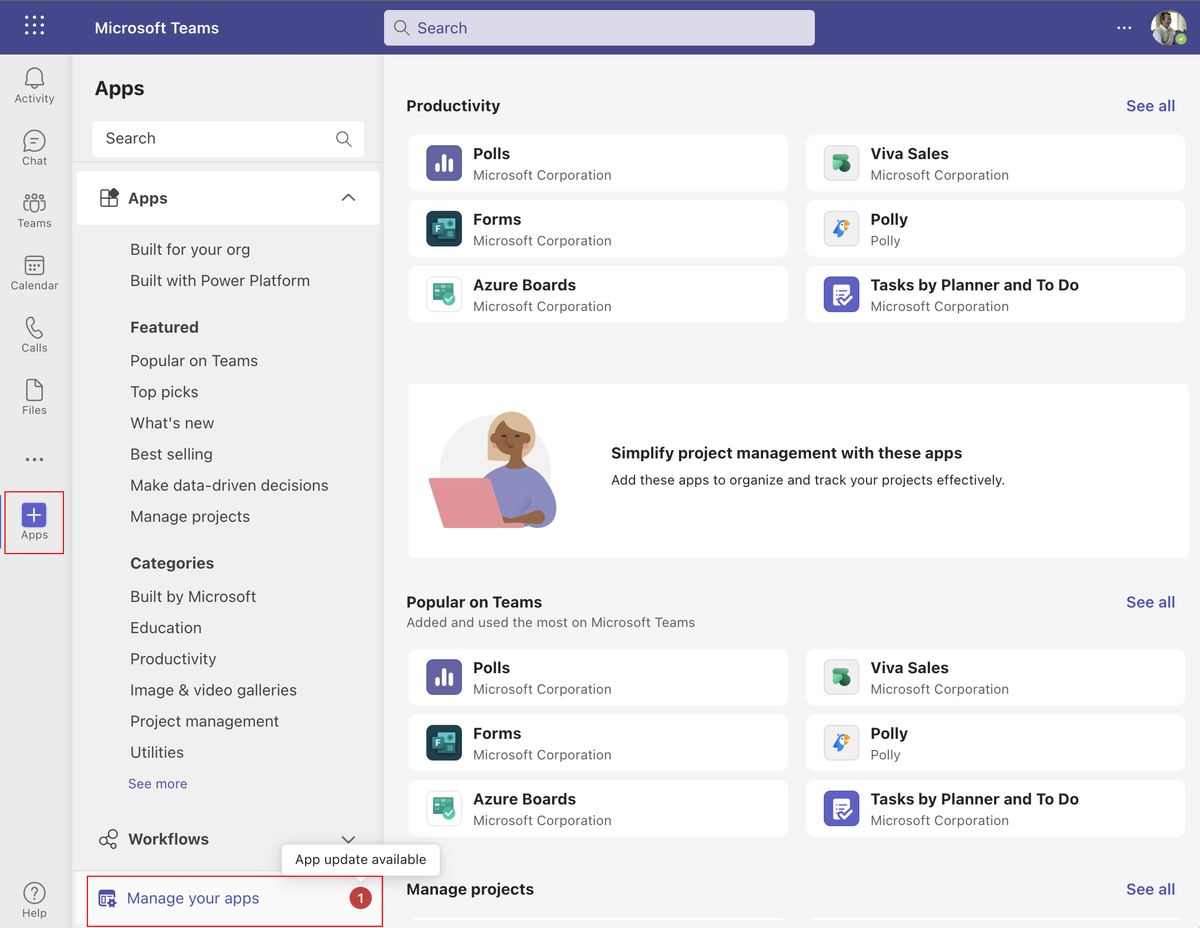 Microsoft Teams
Search
Activity
Chat
Teams
Calendar
Calls
Files
Apps
Help
Apps
Search
Apps
Built for your org
Built with Power Platform
Featured
Popular on Teams
Top picks
What's new
Best selling
Make data-driven decisions
Manage projects
Categories
Built by Microsoft
Education
Productivity
Image & video galleries
Project management
Utilities
See more
Workflows
App update available
Manage your apps
1
Productivity
See all
Polls
Microsoft Corporation
Viva Sales
Microsoft Corporation
F
Forms
Microsoft Corporation
Polly
Polly
Azure Boards
Microsoft Corporation
Tasks by Planner and To Do
Microsoft Corporation
Simplify project management with these apps
Add these apps to organize and track your projects effectively.
Popular on Teams
See all
Added and used the most on Microsoft Teams
Polls
Microsoft Corporation
Viva Sales
Microsoft Corporation
F
Forms
Microsoft Corporation
Polly
Polly
Azure Boards
Microsoft Corporation
Tasks by Planner and To Do
Microsoft Corporation
Manage projects
See all